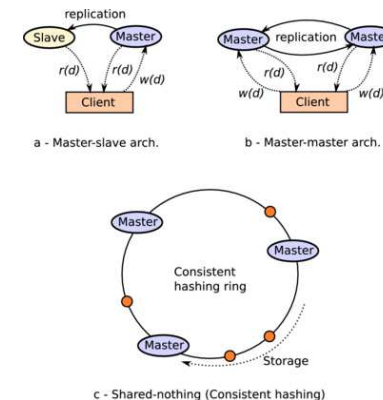 replication
Slave
Master
r(d)
r(d)
w(d)
Client
a - Master-slave arch.
Master
replication
Master
r(d)
r(d)
w(d)
w(d)
Client
b - Master-master arch.
Master
Master
Consistent
hashing ring
Master
Storage
c - Shared-nothing (Consistent hashing)